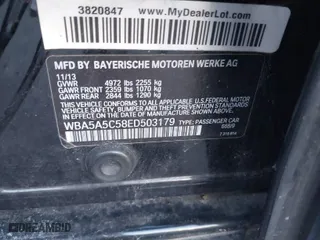 3820847
www.MyDealerLot.com
MFD BY BAYERISCHE MOTOREN WERKE AG
11/13
GVWR 4972 lbs 2255 kg
GAWR FRONT 2359 lbs 1070 kg
GAWR REAR 2844 lbs 1290 kg
THIS VEHICLE CONFORMS TO ALL APPLICABLE
FEDERAL MOTOR VEHICLE SAFETY, BUMPER
AND THEFT PREVENTION STANDARDS
IN EFFECT ON THE DATE OF
MANUFACTURE SHOWN ABOVE
WBA5A5C58ED503179 TYPE: PASSENGER CAR
DREAMBID